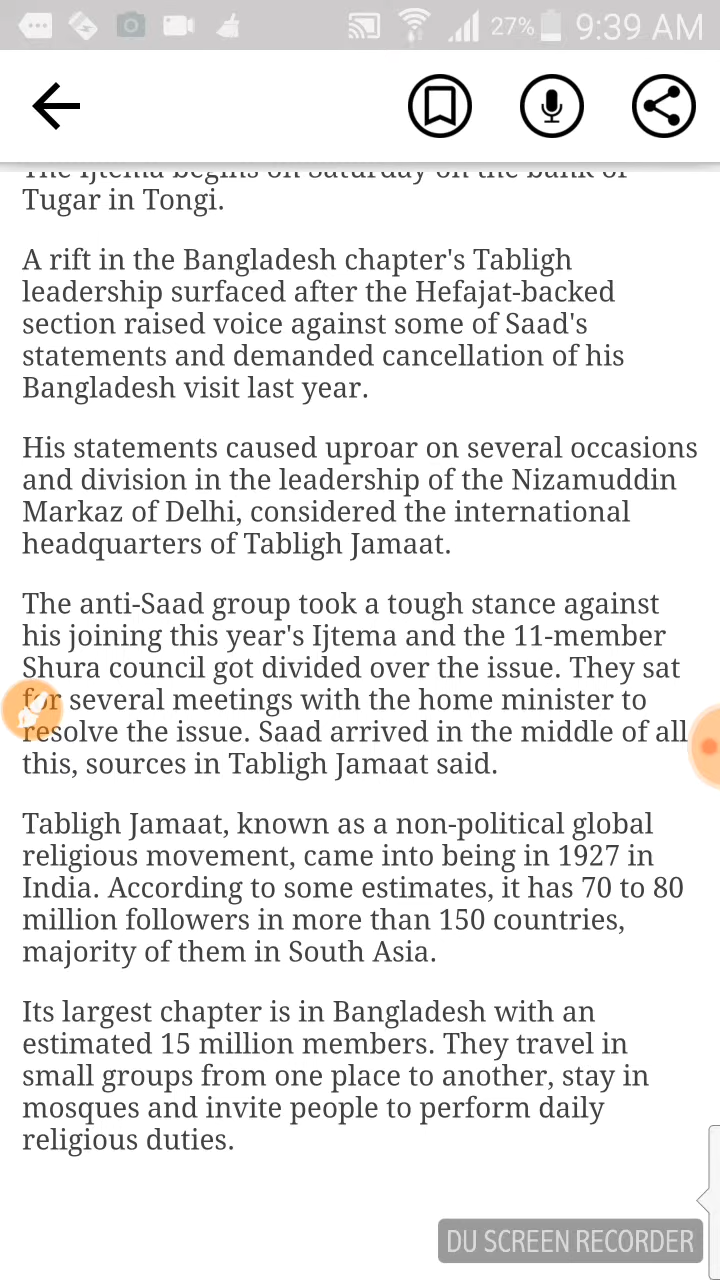 27% 9:39 AM
The Ijtema begins on Saturday on the bank of
Tugar in Tongi.
A rift in the Bangladesh chapter's Tabligh
leadership surfaced after the Hefajat-backed
section raised voice against some of Saad's
statements and demanded cancellation of his
Bangladesh visit last year.
His statements caused uproar on several occasions
and division in the leadership of the Nizamuddin
Markaz of Delhi, considered the international
headquarters of Tabligh Jamaat.
The anti-Saad group took a tough stance against
his joining this year's Ijtema and the 11-member
Shura council got divided over the issue. They sat
for several meetings with the home minister to
resolve the issue. Saad arrived in the middle of all
this, sources in Tabligh Jamaat said.
Tabligh Jamaat, known as a non-political global
religious movement, came into being in 1927 in
India. According to some estimates, it has 70 to 80
million followers in more than 150 countries,
majority of them in South Asia.
Its largest chapter is in Bangladesh with an
estimated 15 million members. They travel in
small groups from one place to another, stay in
mosques and invite people to perform daily
religious duties.
DU SCREEN RECORDER